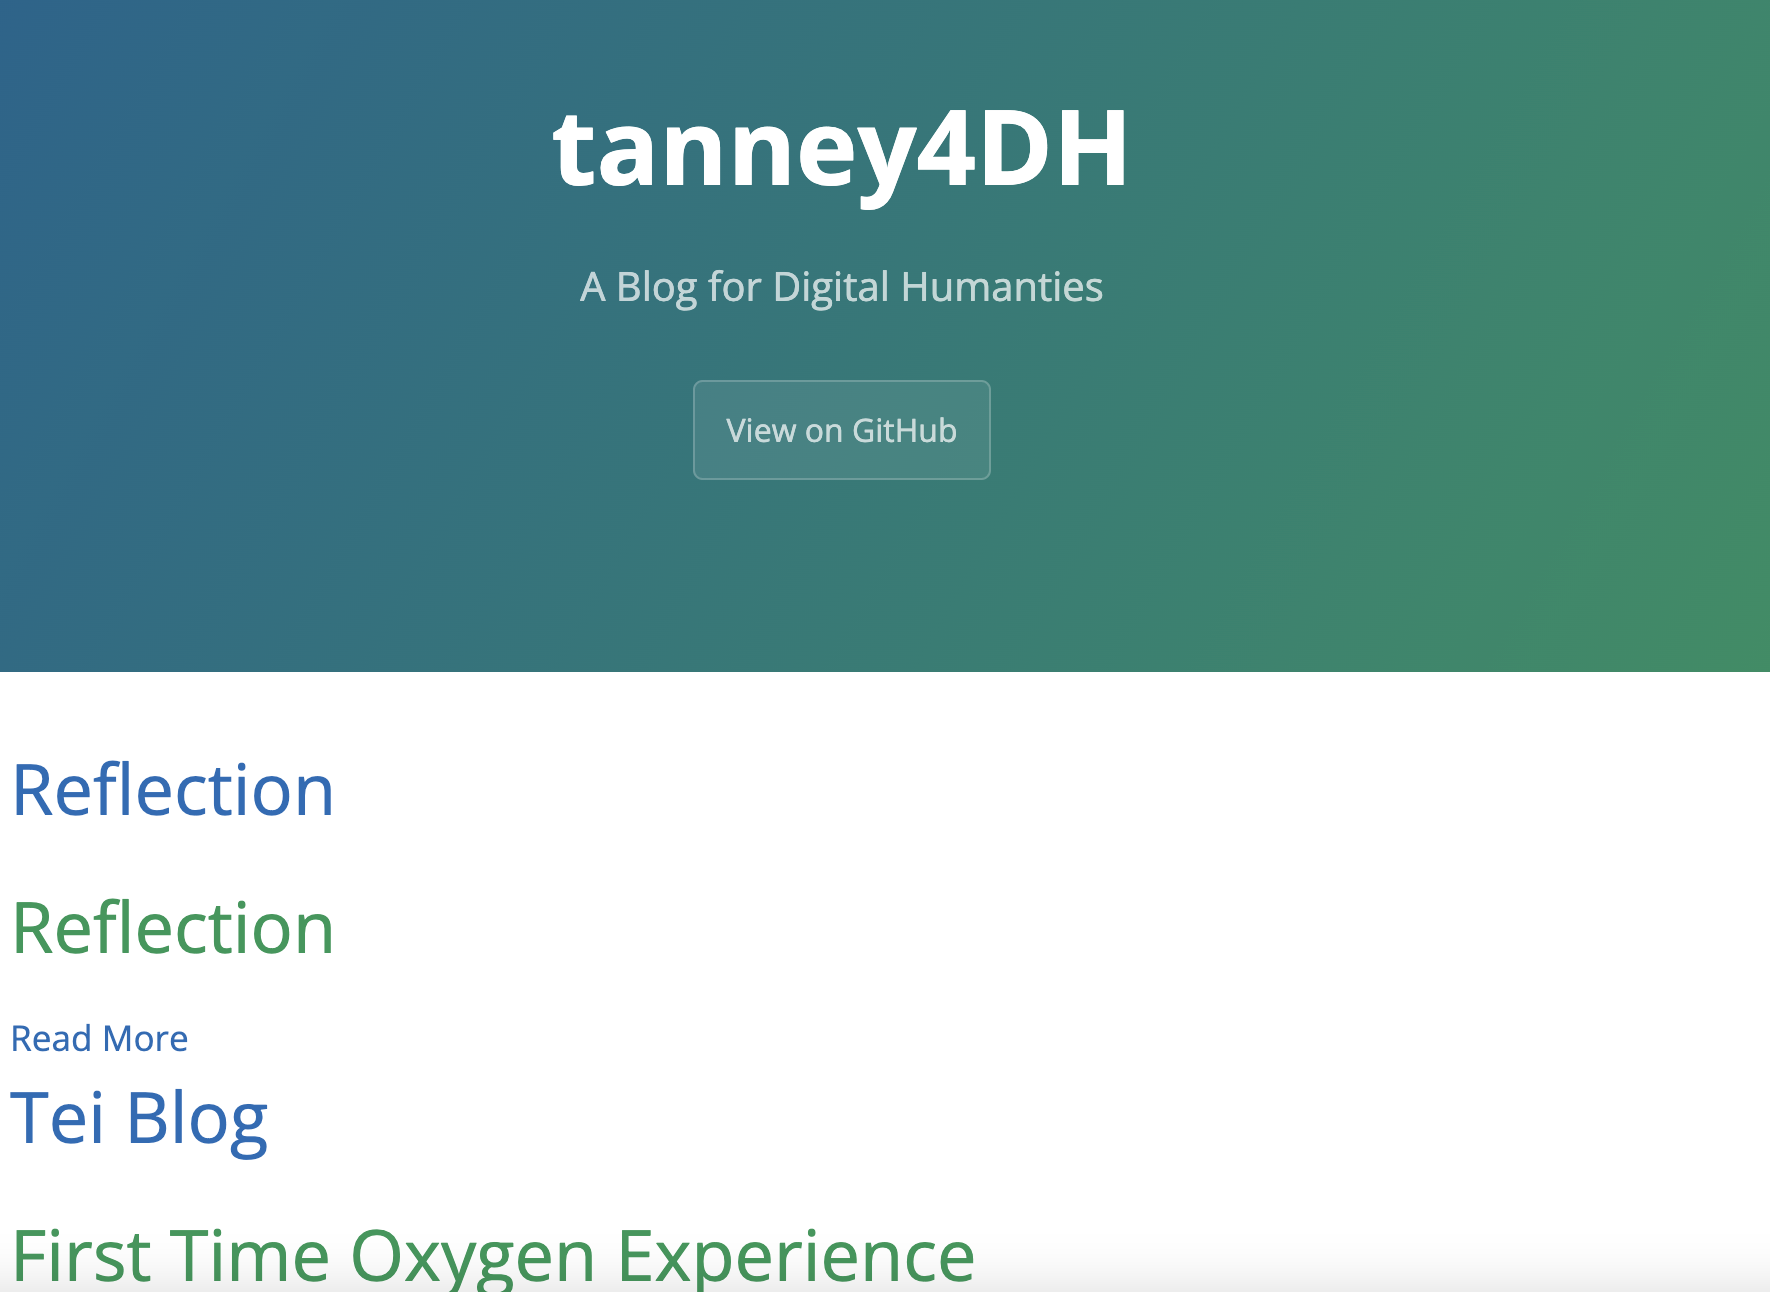 tanney4DH
A Blog for Digital Humanties
View on GitHub
Reflection
Reflection
Read More
Tei Blog
First Time Oxygen Experience